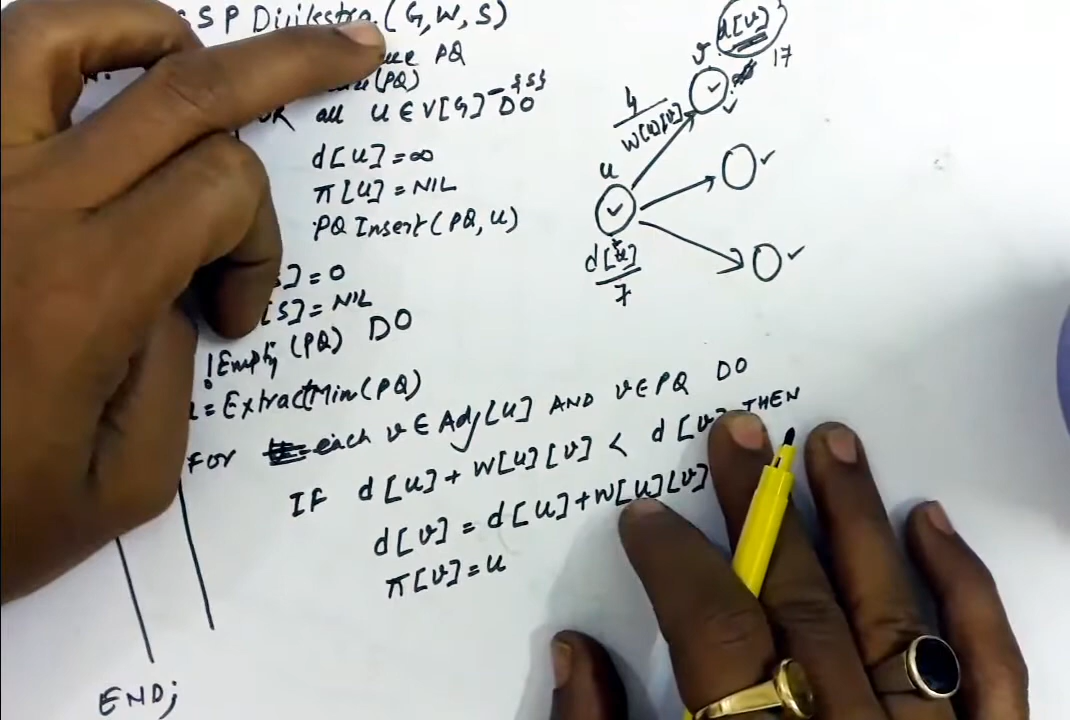 SSP Dijikstra (G, W, S)
PQ
(PQ)
all u ∈ V[G] - {s} DO
d[u] = ∞
π[u] = NIL
PQ Insert (PQ, u)
] = 0
[S] = NIL
! Empty (PQ) DO
= ExtractMin (PQ)
FOR each v ∈ Adj[u] AND v ∈ PQ DO
IF d[u] + W[u][v] < d[v] THEN
d[v] = d[u] + W[u][v]
π[v] = u
END;
d[v]
v
17
4
W[u][v]
u
d[u]
7